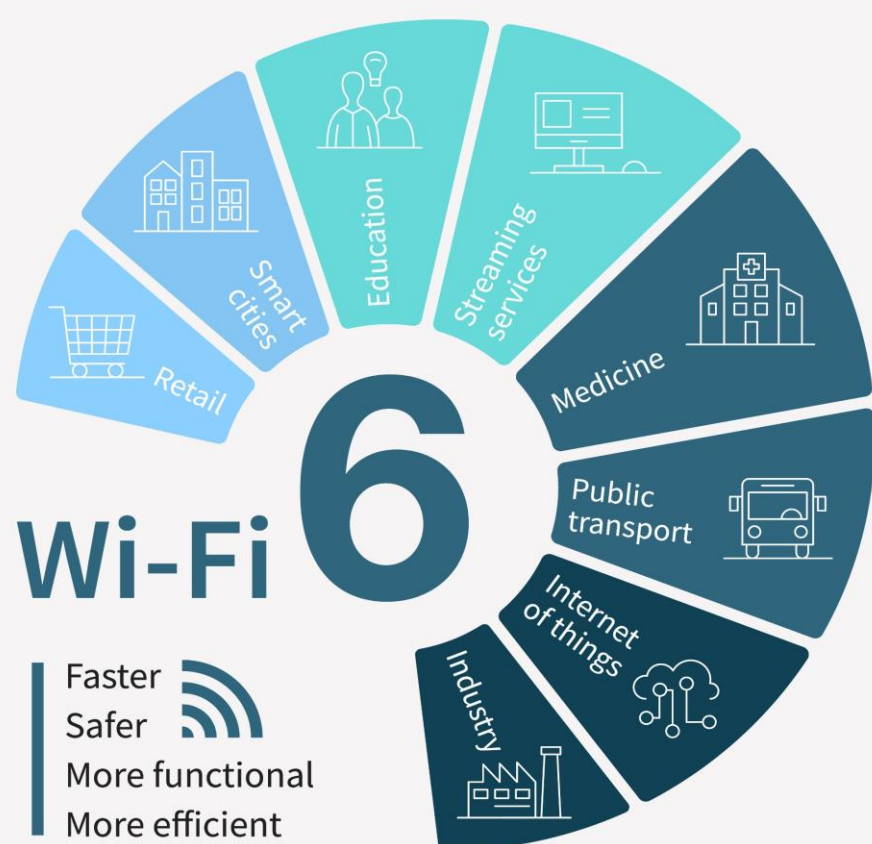 Retail
Smart
cities
Education
Streaming
services
Medicine
Public
transport
Internet
of things
Industry
Wi-Fi 6
Faster
Safer
More functional
More efficient